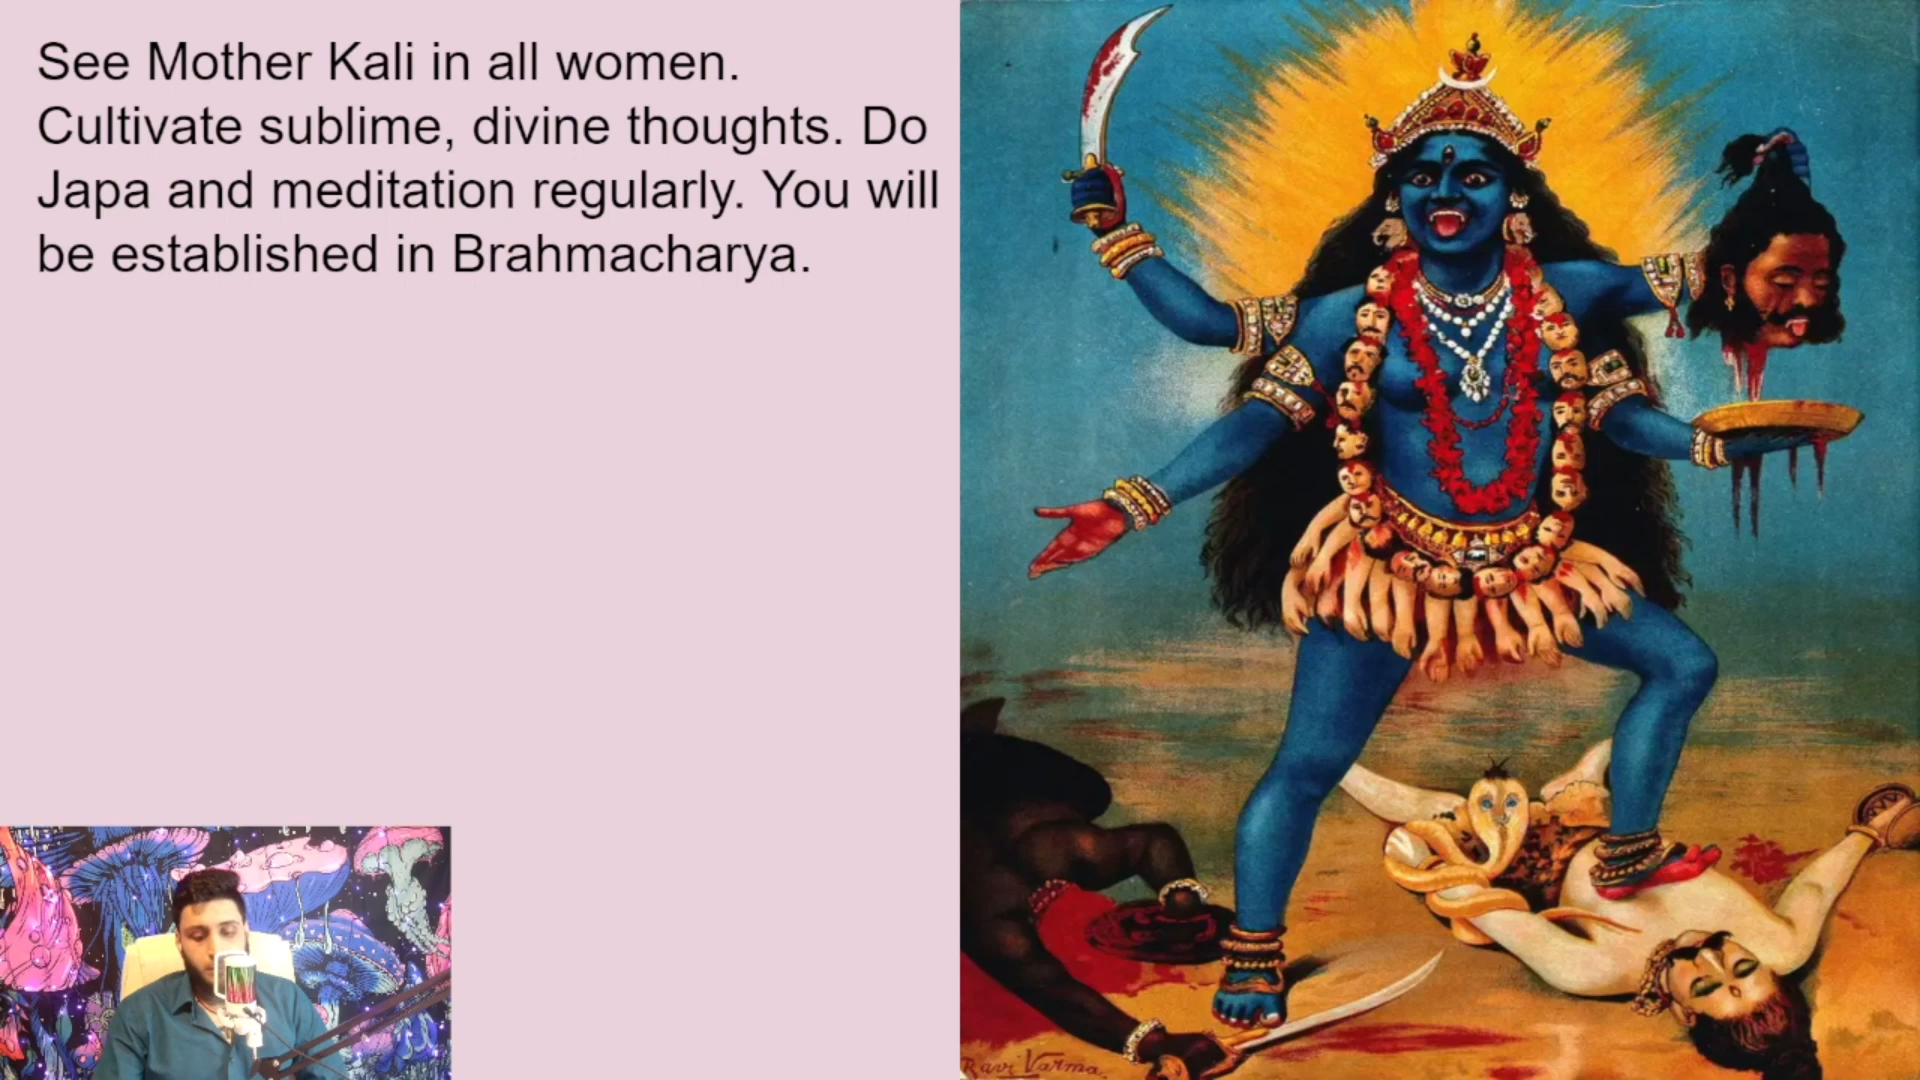 See Mother Kali in all women.
Cultivate sublime, divine thoughts. Do
Japa and meditation regularly. You will
be established in Brahmacharya.
Ravi Varma